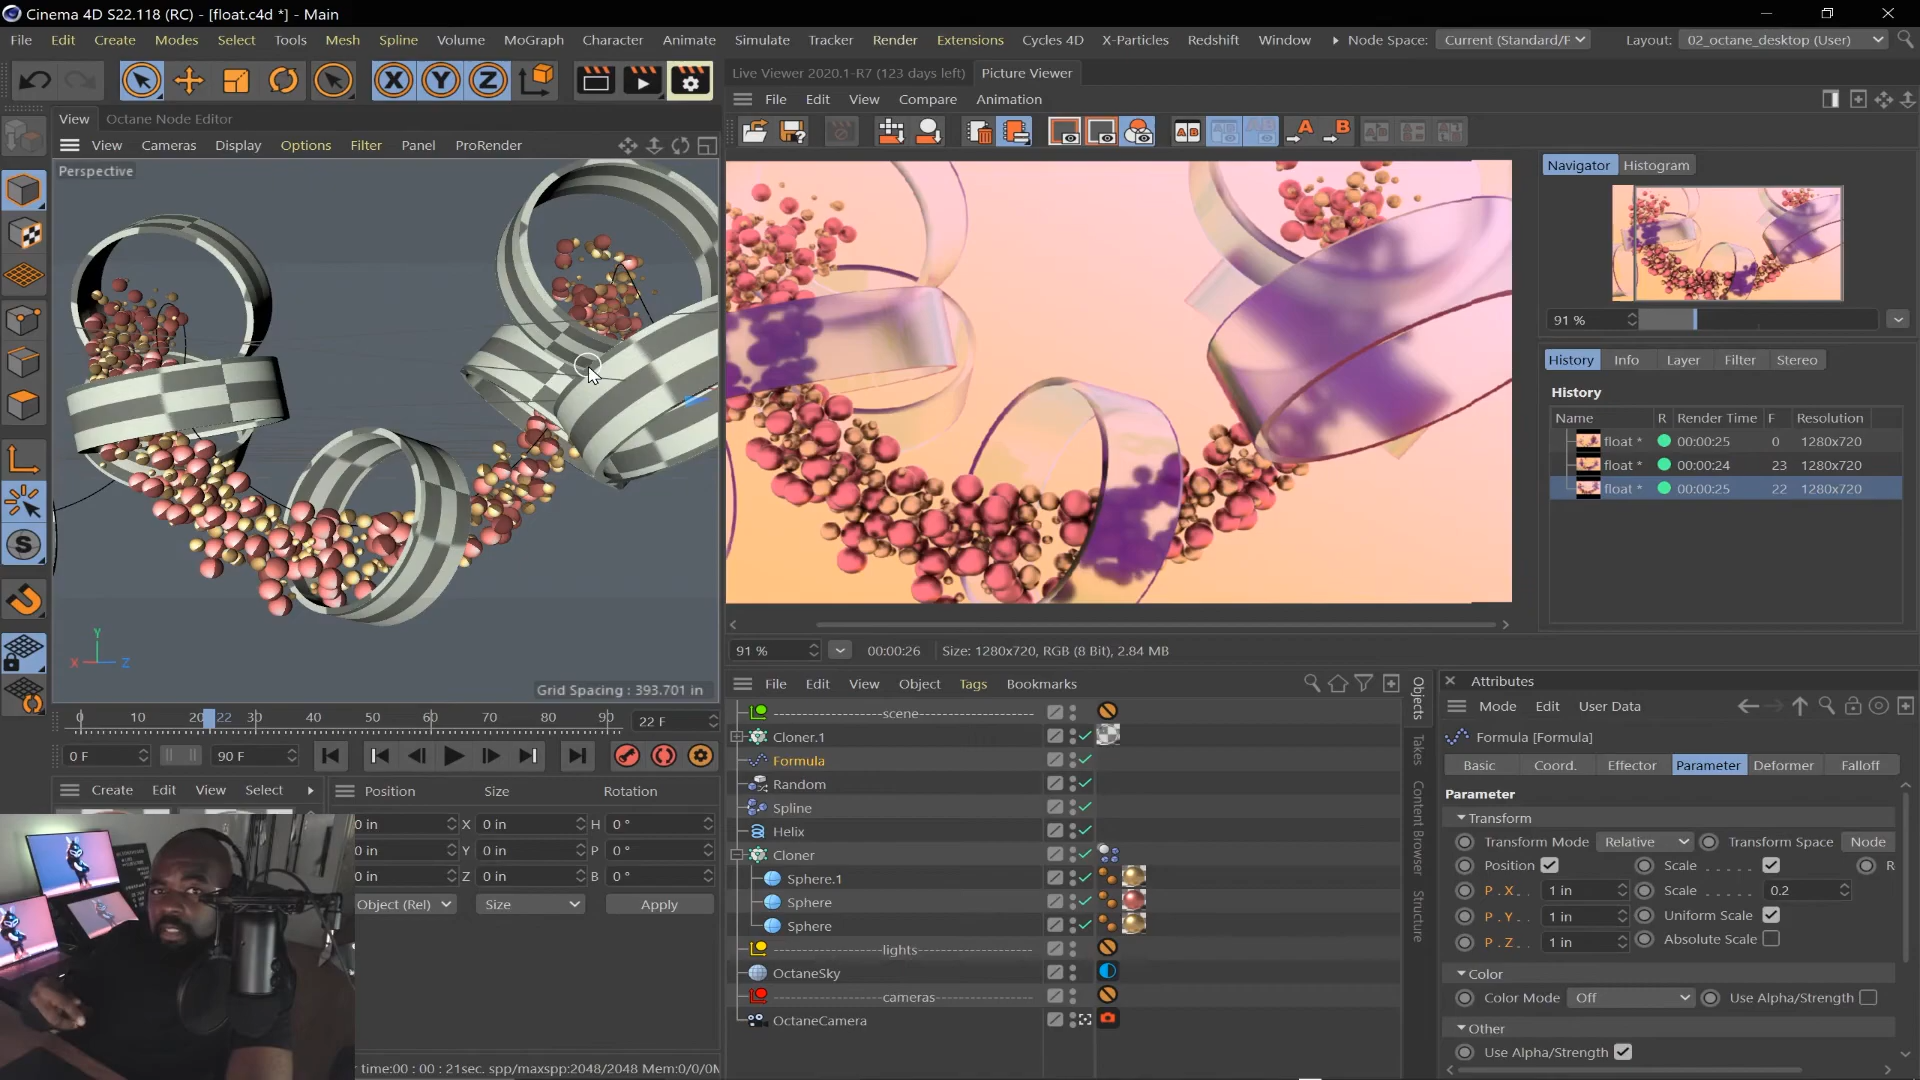 Cinema 4D S22.118 (RC) - [float.c4d *] - Main
File Edit Create Modes Select Tools Mesh Spline Volume MoGraph Character Animate Simulate Tracker Render Extensions Cycles 4D X-Particles Redshift Window Node Space: Current (Standard/F Layout: 02_octane_desktop (User)
X Y Z
Live Viewer 2020.1-R7 (123 days left) Picture Viewer
File Edit View Compare Animation
View Octane Node Editor
View Cameras Display Options Filter Panel ProRender
Perspective
Navigator Histogram
91 %
History Info Layer Filter Stereo
History
Name R Render Time F Resolution
float * 00:00:25 0 1280x720
float * 00:00:24 23 1280x720
float * 00:00:25 22 1280x720
Y
X Z
Grid Spacing : 393.701 in
91 % 00:00:26 Size: 1280x720, RGB (8 Bit), 2.84 MB
0 10 20 22 30 40 50 60 70 80 90 22 F
0 F 90 F
Create Edit View Select
Position Size Rotation
0 in X 0 in H 0 °
0 in Y 0 in P 0 °
0 in Z 0 in B 0 °
Object (Rel) Size Apply
time:00 : 00 : 21sec. spp/maxspp:2048/2048 Mem:0/0/0M
File Edit View Object Tags Bookmarks
scene
Cloner.1
Formula
Random
Spline
Helix
Cloner
Sphere.1
Sphere
Sphere
lights
OctaneSky
cameras
OctaneCamera
Objects
Takes
Content Browser
Structure
Attributes
Mode Edit User Data
Formula [Formula]
Basic Coord. Effector Parameter Deformer Falloff
Parameter
Transform
Transform Mode Relative Transform Space Node
Position Scale . . . . . R
P . X . . 1 in Scale . . . . . 0.2
P . Y . . 1 in Uniform Scale
P . Z . . 1 in Absolute Scale
Color
Color Mode Off Use Alpha/Strength
Other
Use Alpha/Strength